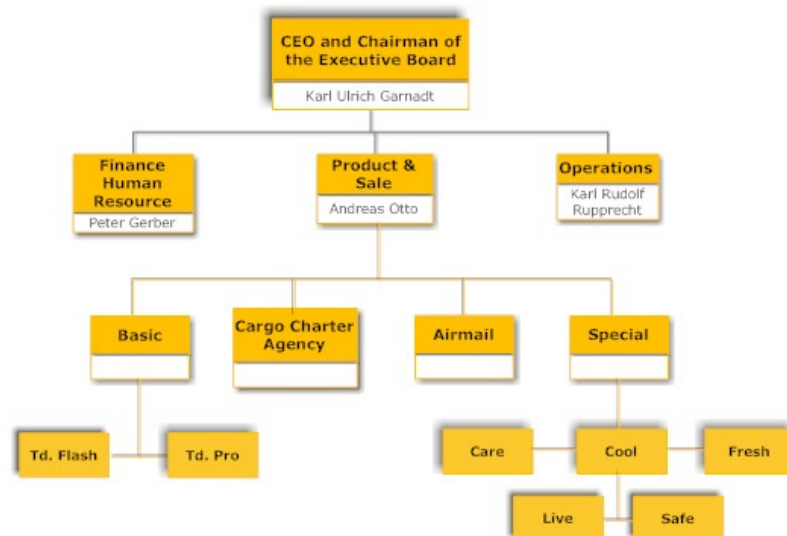 CEO and Chairman of
the Executive Board
Karl Ulrich Garnadt
Finance
Human
Resource
Peter Gerber
Product &
Sale
Andreas Otto
Operations
Karl Rudolf
Rupprecht
Basic
Cargo Charter
Agency
Airmail
Special
Td. Flash
Td. Pro
Care
Cool
Fresh
Live
Safe